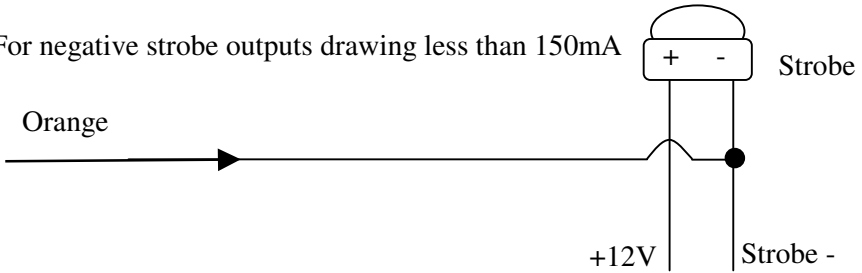 For negative strobe outputs drawing less than 150mA
+ -
Strobe
Orange
+12V
Strobe -